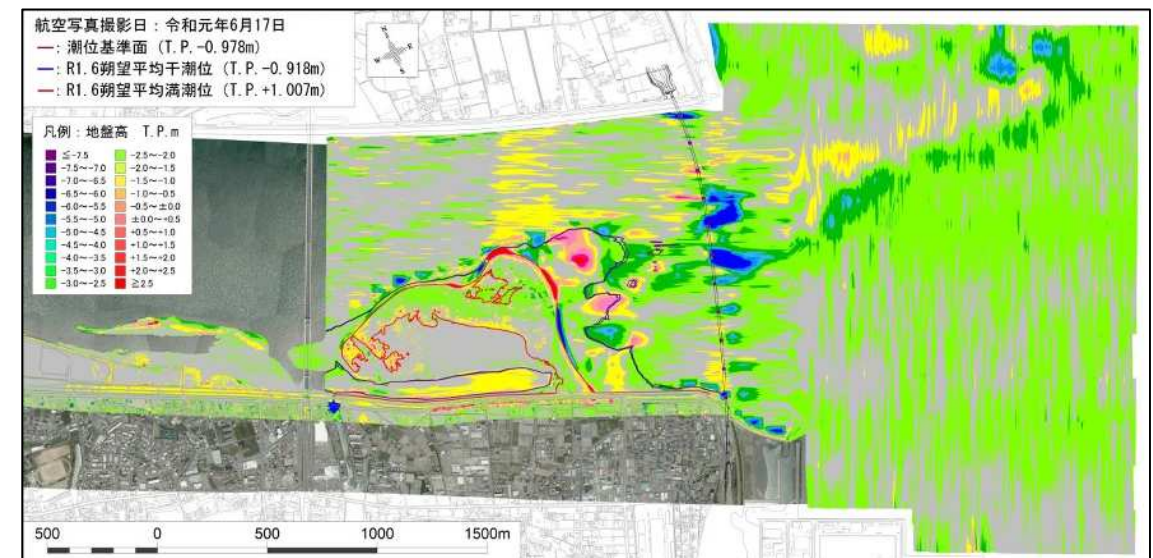 航空写真撮影日：令和元年6月17日
―：潮位基準面 (T.P.-0.978m)
―：R1.6朔望平均干潮位 (T.P.-0.918m)
―：R1.6朔望平均満潮位 (T.P.+1.007m)
N
E
W
S
凡例：地盤高 T.P.m
≦-7.5
-7.5～-7.0
-7.0～-6.5
-6.5～-6.0
-6.0～-5.5
-5.5～-5.0
-5.0～-4.5
-4.5～-4.0
-4.0～-3.5
-3.5～-3.0
-3.0～-2.5
-2.5～-2.0
-2.0～-1.5
-1.5～-1.0
-1.0～-0.5
-0.5～±0.0
±0.0～+0.5
+0.5～+1.0
+1.0～+1.5
+1.5～+2.0
+2.0～+2.5
≧2.5
500 0 500 1000 1500m